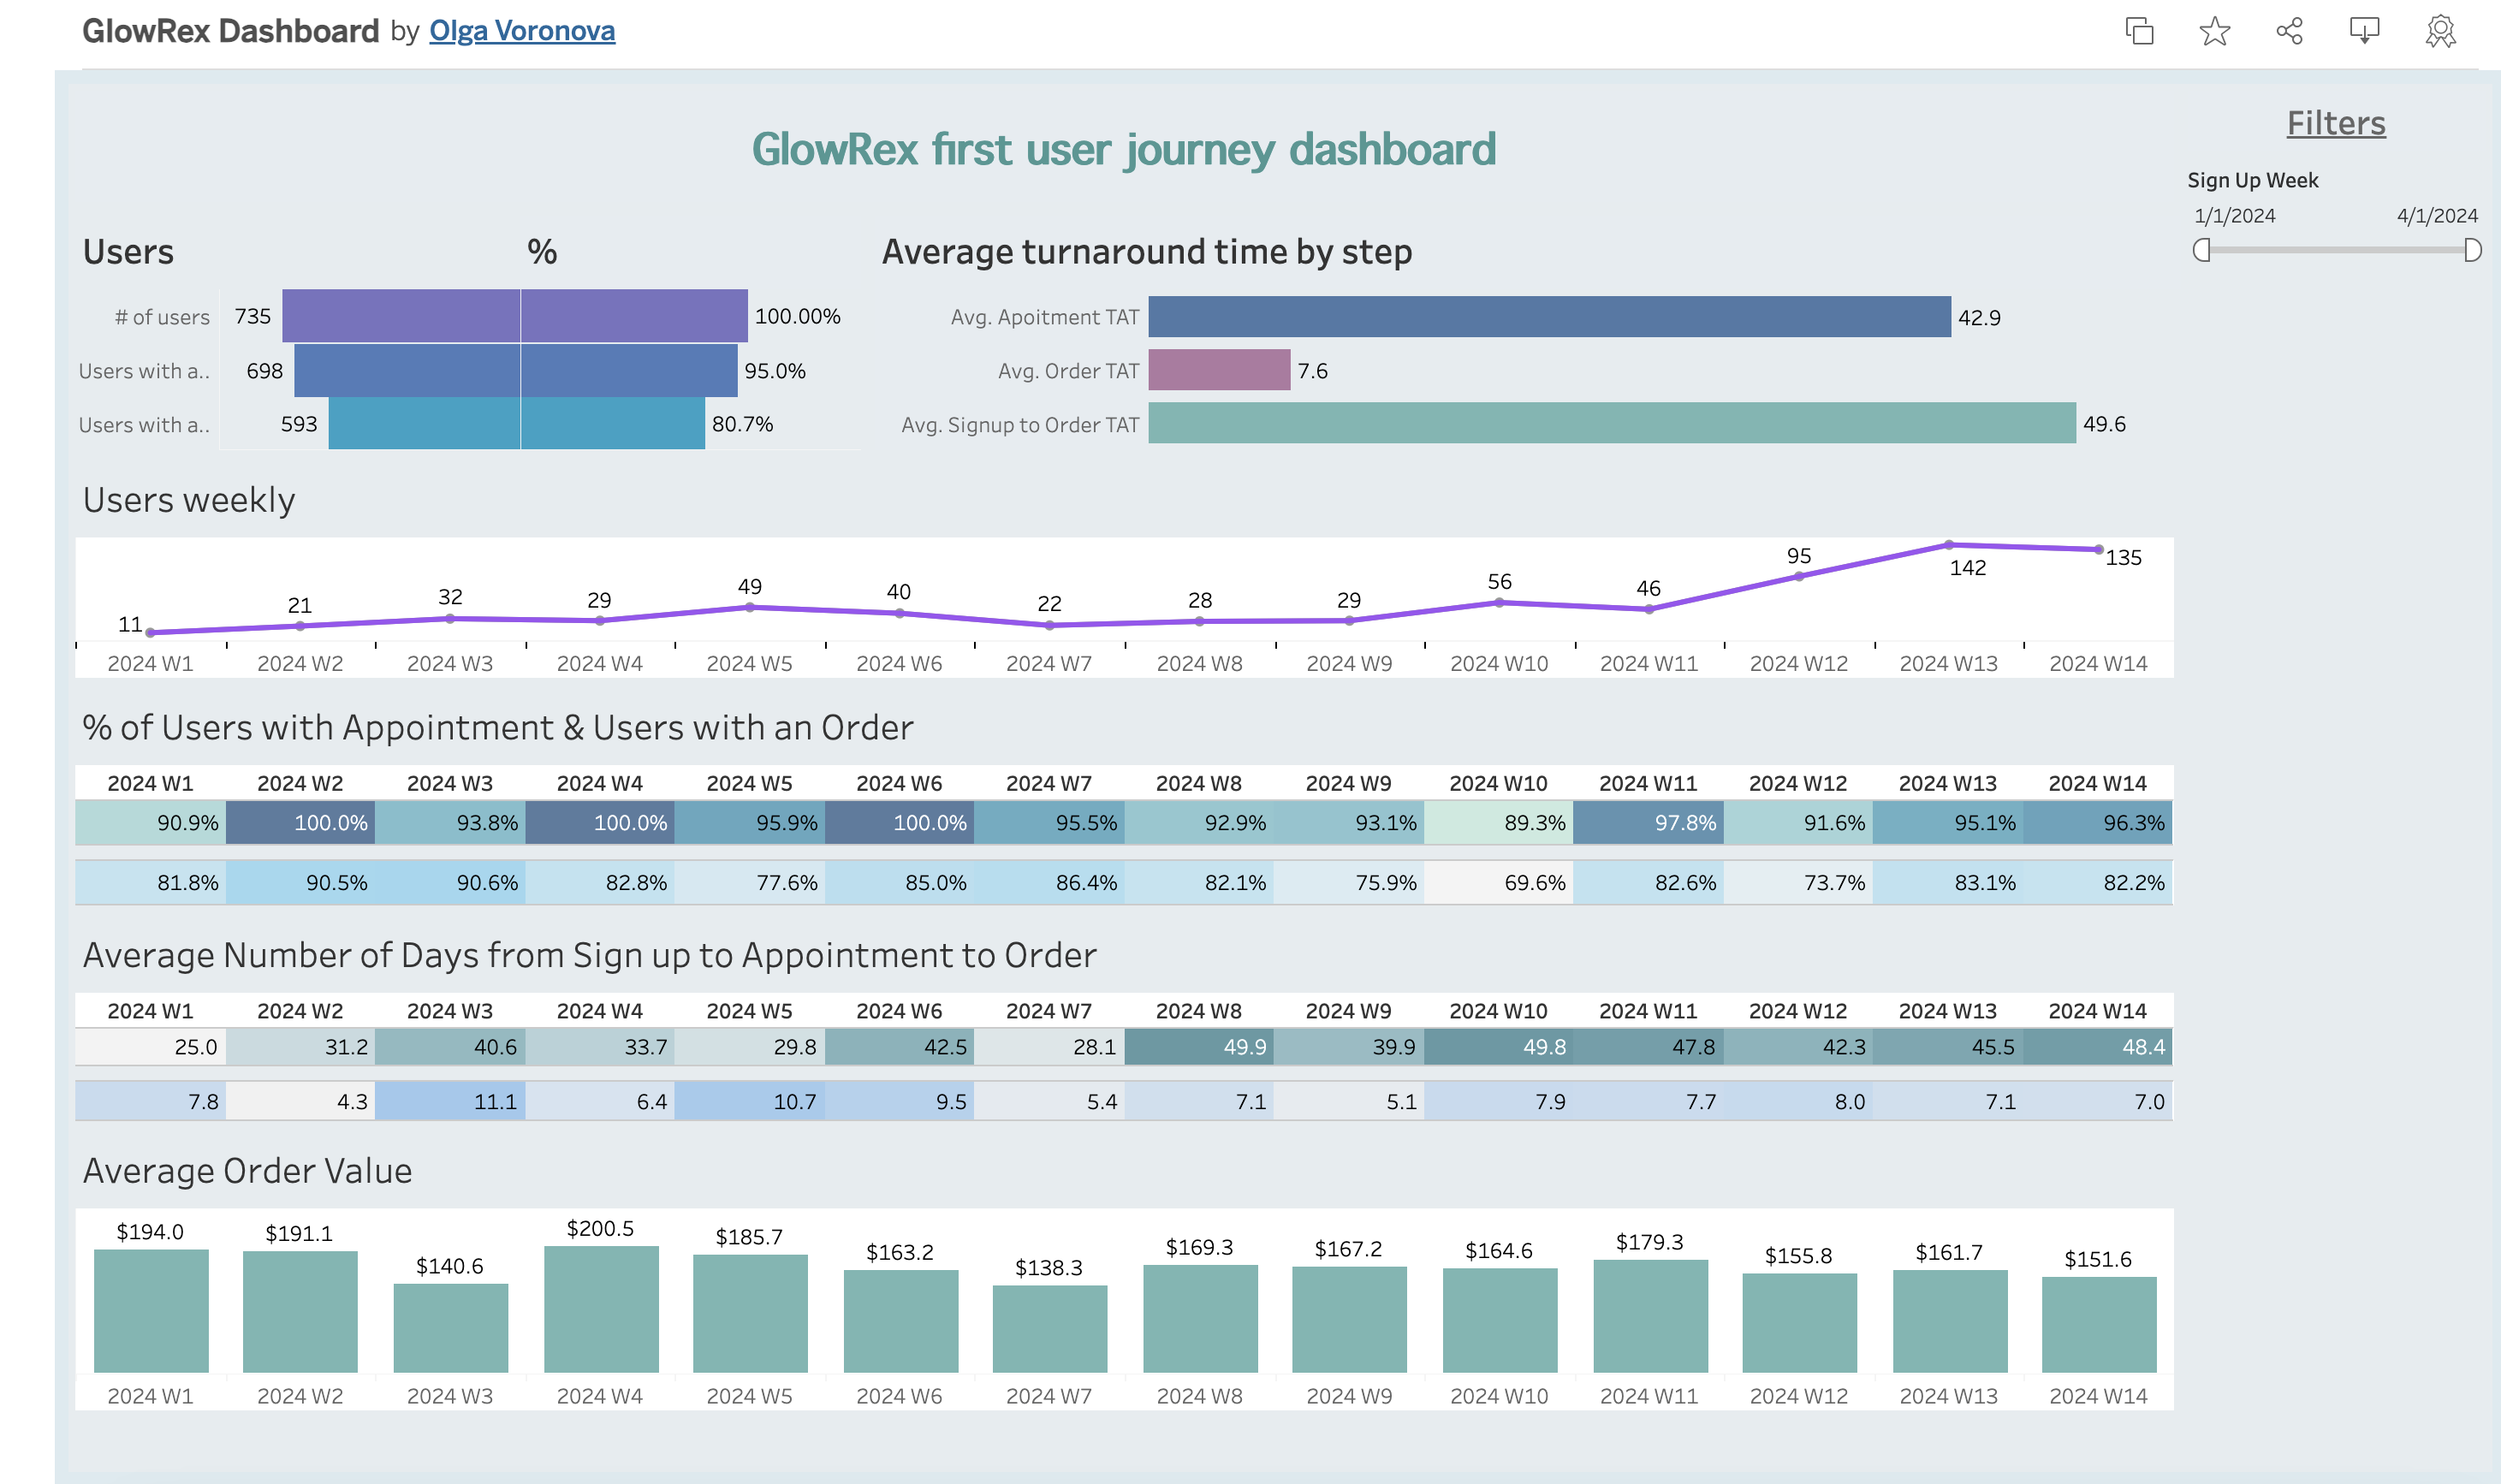 GlowRex Dashboard by Olga Voronova
GlowRex first user journey dashboard
Filters
Sign Up Week
1/1/2024 4/1/2024
Users %
# of users 735 100.00%
Users with a.. 698 95.0%
Users with a.. 593 80.7%
Average turnaround time by step
Avg. Apoitment TAT 42.9
Avg. Order TAT 7.6
Avg. Signup to Order TAT 49.6
Users weekly
11 21 32 29 49 40 22 28 29 56 46 95 142 135
2024 W1 2024 W2 2024 W3 2024 W4 2024 W5 2024 W6 2024 W7 2024 W8 2024 W9 2024 W10 2024 W11 2024 W12 2024 W13 2024 W14
% of Users with Appointment & Users with an Order
2024 W1 2024 W2 2024 W3 2024 W4 2024 W5 2024 W6 2024 W7 2024 W8 2024 W9 2024 W10 2024 W11 2024 W12 2024 W13 2024 W14
90.9% 100.0% 93.8% 100.0% 95.9% 100.0% 95.5% 92.9% 93.1% 89.3% 97.8% 91.6% 95.1% 96.3%
81.8% 90.5% 90.6% 82.8% 77.6% 85.0% 86.4% 82.1% 75.9% 69.6% 82.6% 73.7% 83.1% 82.2%
Average Number of Days from Sign up to Appointment to Order
2024 W1 2024 W2 2024 W3 2024 W4 2024 W5 2024 W6 2024 W7 2024 W8 2024 W9 2024 W10 2024 W11 2024 W12 2024 W13 2024 W14
25.0 31.2 40.6 33.7 29.8 42.5 28.1 49.9 39.9 49.8 47.8 42.3 45.5 48.4
7.8 4.3 11.1 6.4 10.7 9.5 5.4 7.1 5.1 7.9 7.7 8.0 7.1 7.0
Average Order Value
$194.0 $191.1 $140.6 $200.5 $185.7 $163.2 $138.3 $169.3 $167.2 $164.6 $179.3 $155.8 $161.7 $151.6
2024 W1 2024 W2 2024 W3 2024 W4 2024 W5 2024 W6 2024 W7 2024 W8 2024 W9 2024 W10 2024 W11 2024 W12 2024 W13 2024 W14